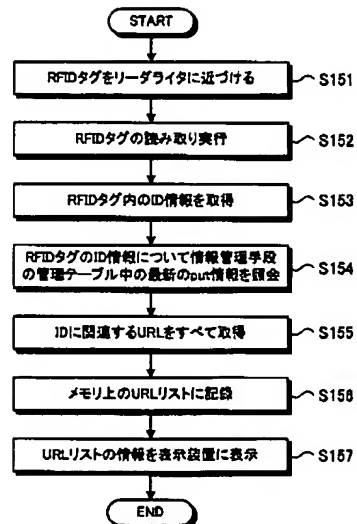 START
RFIDタグをリーダライタに近づける
S151
RFIDタグの読み取り実行
S152
RFIDタグ内のID情報を取得
S153
RFIDタグのID情報について情報管理手段
の管理テーブル中の最新のput情報を照会
S154
IDに関連するURLをすべて取得
S155
メモリ上のURLリストに記録
S156
URLリストの情報を表示装置に表示
S157
END